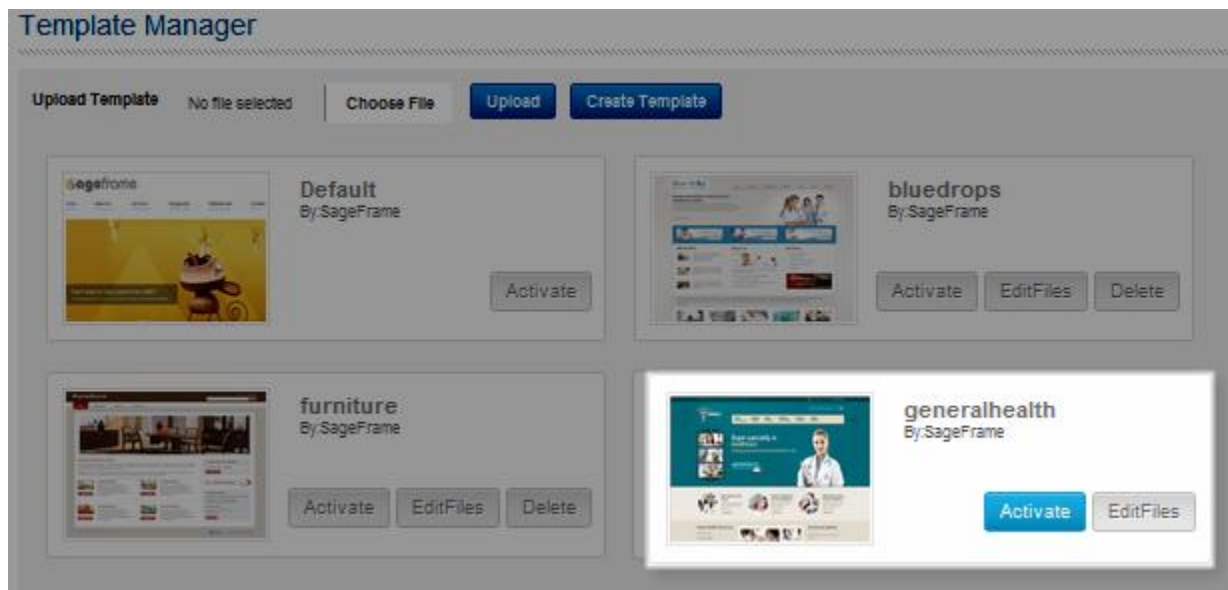 Template Manager
Upload Template No file selected Choose File Upload Create Template
sageframe
Default
By:SageFrame
Activate
bluedrops
By:SageFrame
Activate EditFiles Delete
furniture
By:SageFrame
Activate EditFiles Delete
generalhealth
By:SageFrame
Activate EditFiles